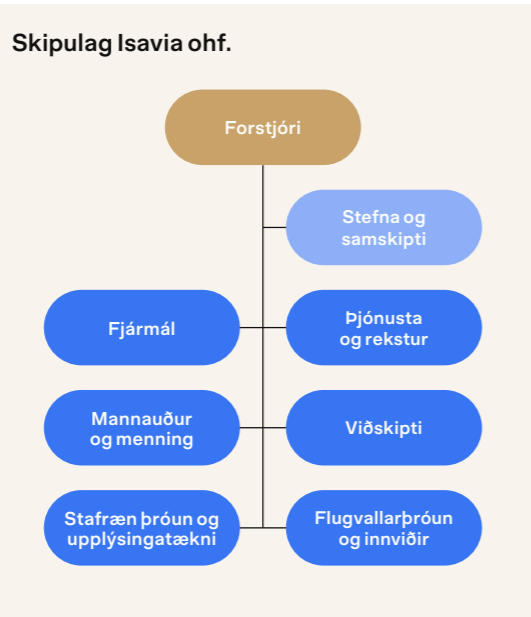 Skipulag Isavia ohf.
Forstjóri
Stefna og
samskipti
Fjármál
Þjónusta
og rekstur
Mannauður
og menning
Viðskipti
Stafræn þróun og
upplýsingatækni
Flugvallarþróun
og innviðir